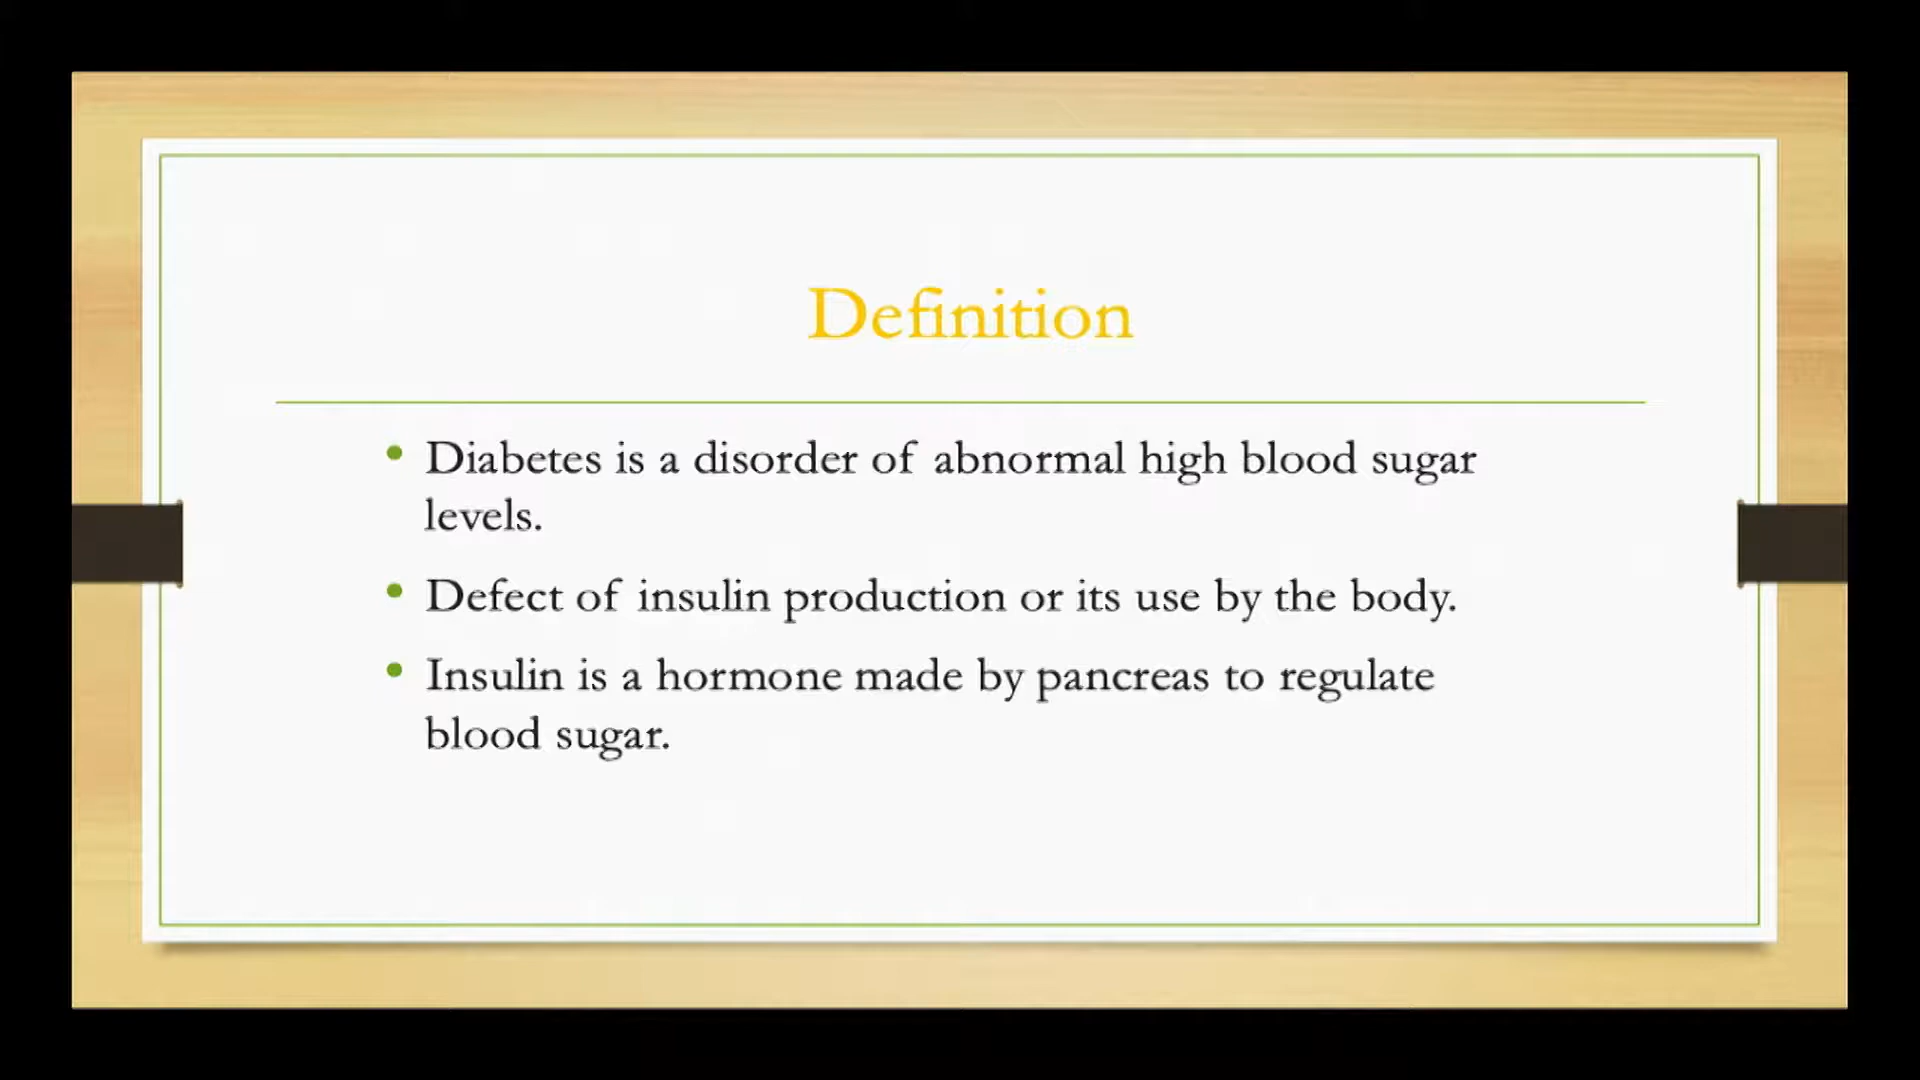 Definition
• Diabetes is a disorder of abnormal high blood sugar
levels.
• Defect of insulin production or its use by the body.
• Insulin is a hormone made by pancreas to regulate
blood sugar.